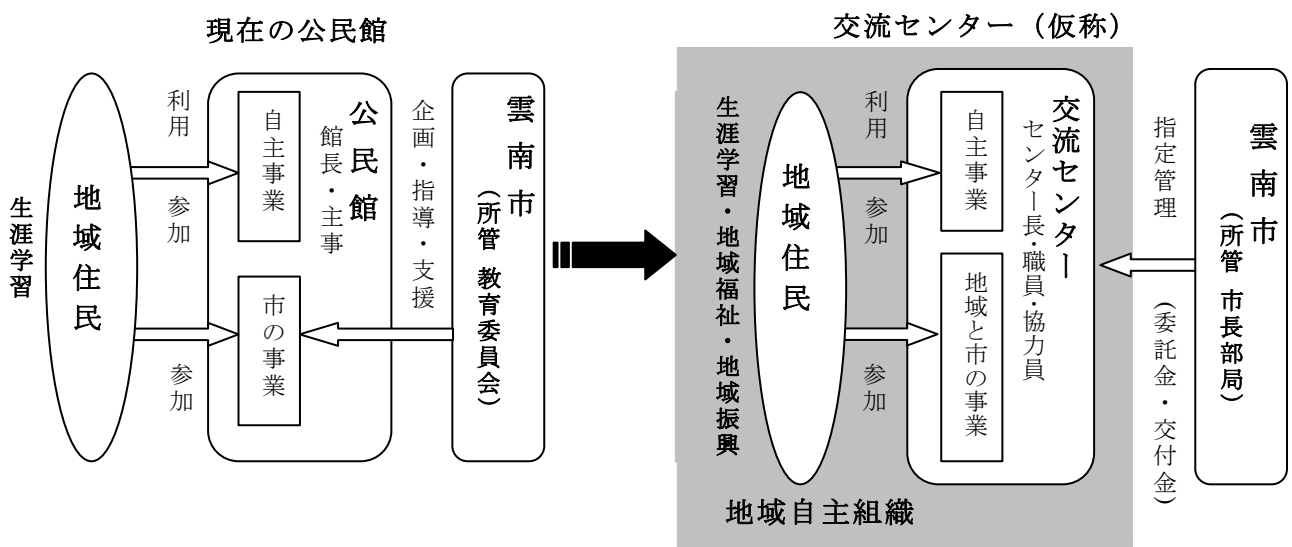 現在の公民館
生涯学習
地域住民
利用
参加
参加
自主事業
市の事業
公民館
館長・主事
企画・指導・支援
雲南市
(所管 教育委員会)
交流センター（仮称）
生涯学習・地域福祉・地域振興
地域住民
利用
参加
参加
自主事業
地域と市の事業
交流センター
センター長・職員・協力員
地域自主組織
指定管理
(委託金・交付金)
雲南市
(所管 市長部局)